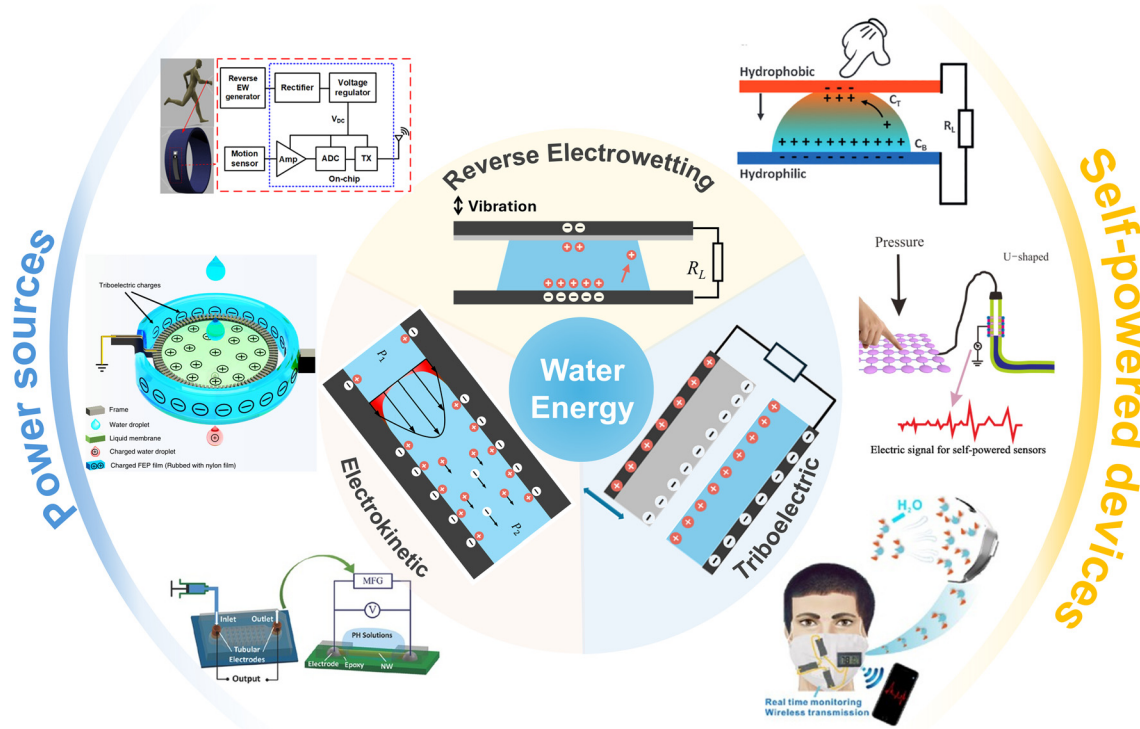 Power sources
Self-powered devices
Reverse
EW
generator
Rectifier
Voltage
regulator
V_DC
Motion
sensor
Amp
ADC
TX
On-chip
Hydrophobic
C_T
R_L
C_B
Hydrophilic
Reverse Electrowetting
Vibration
R_L
Triboelectric charges
Frame
Water droplet
Liquid membrane
Charged water droplet
Charged FEP film (Rubbed with nylon film)
Water
Energy
P_1
P_2
Electrokinetic
Triboelectric
Pressure
U-shaped
Electric signal for self-powered sensors
Inlet
Outlet
Tubular
Electrodes
Output
MFG
V
PH Solutions
Electrode
Epoxy
NW
H₂O
Real time monitoring
Wireless transmission